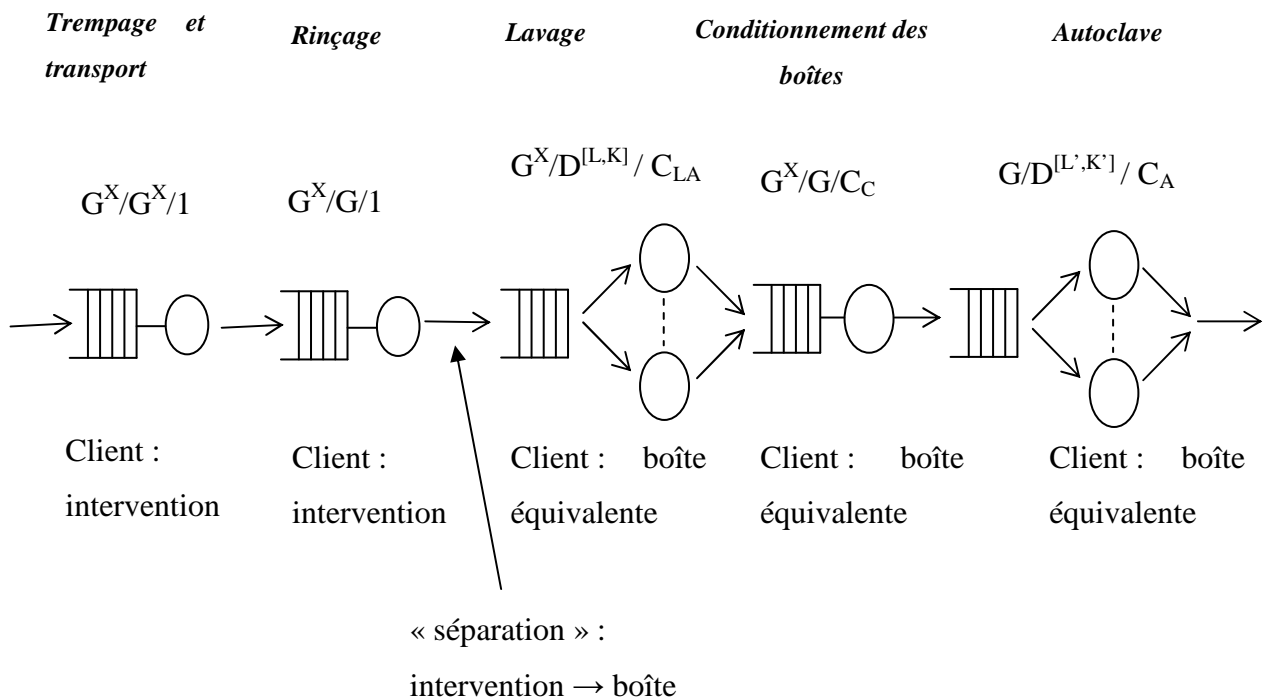 Trempage et
transport
Rinçage
Lavage
Conditionnement des
boîtes
Autoclave
G^X/G^X/1
G^X/G/1
G^X/D^[L,K] / C_LA
G^X/G/C_C
G/D^[L’,K’] / C_A
Client :
intervention
Client :
intervention
Client : boîte
équivalente
Client : boîte
équivalente
Client : boîte
équivalente
« séparation » :
intervention → boîte